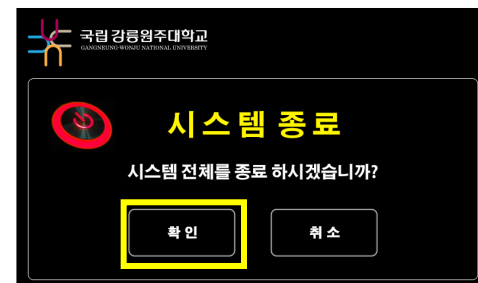 국립강릉원주대학교
GANGNEUNG-WONJU NATIONAL UNIVERSITY
시스템 종료
시스템 전체를 종료 하시겠습니까?
확 인
취 소